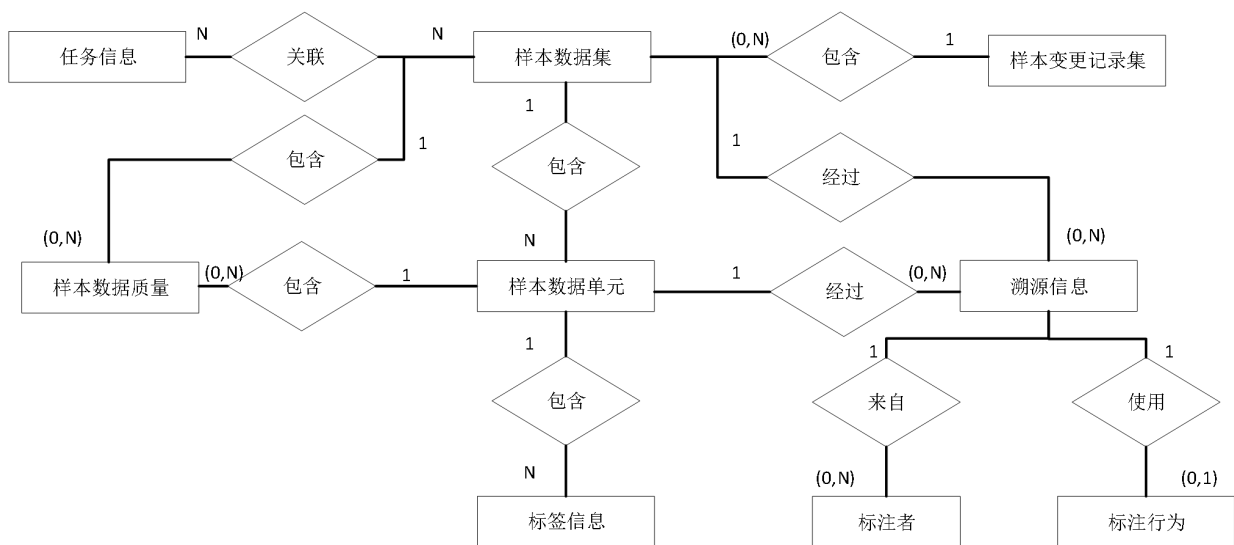 N
N
(0,N)
1
任务信息
关联
样本数据集
包含
样本变更记录集
1
包含
1
1
包含
经过
(0,N)
N
(0,N)
样本数据质量
(0,N)
包含
1
样本数据单元
1
经过
(0,N)
溯源信息
1
1
1
包含
来自
使用
N
(0,N)
(0,1)
标签信息
标注者
标注行为